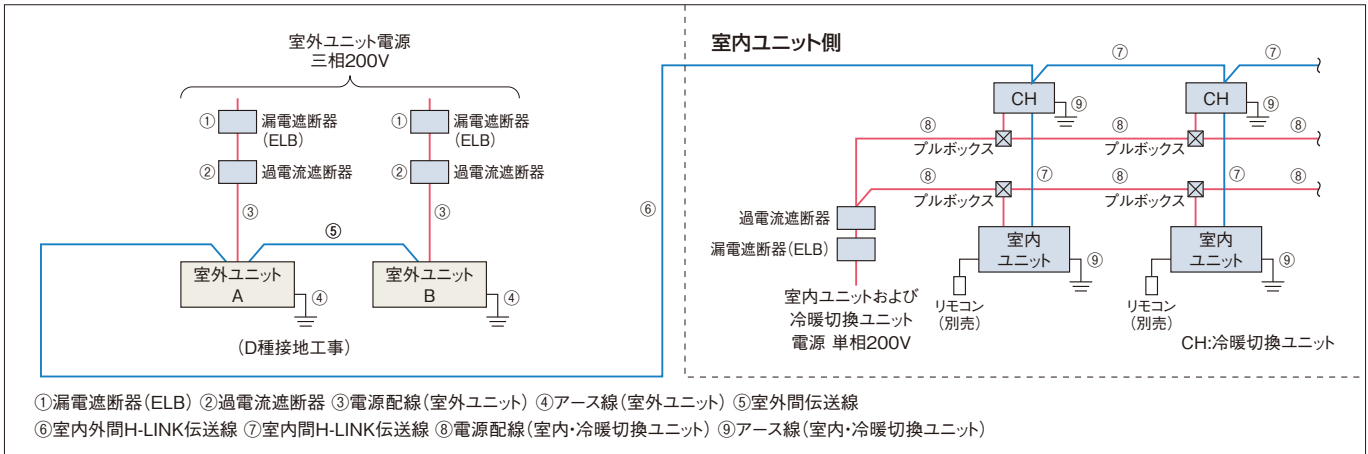 室外ユニット電源
三相200V
① 漏電遮断器
(ELB)
① 漏電遮断器
(ELB)
② 過電流遮断器
② 過電流遮断器
③
③
⑤
室外ユニット
A
④
室外ユニット
B
④
(D種接地工事)
⑥
室内ユニット側
⑦
⑦
CH
⑨
CH
⑨
⑧
⑧
⑧
プルボックス
プルボックス
⑧
⑦
⑧
⑦
⑧
プルボックス
プルボックス
過電流遮断器
漏電遮断器(ELB)
室内
ユニット
⑨
室内
ユニット
⑨
リモコン
(別売)
リモコン
(別売)
室内ユニットおよび
冷暖切換ユニット
電源 単相200V
CH:冷暖切換ユニット
①漏電遮断器(ELB) ②過電流遮断器 ③電源配線(室外ユニット) ④アース線(室外ユニット) ⑤室外間伝送線
⑥室内外間H-LINK伝送線 ⑦室内間H-LINK伝送線 ⑧電源配線(室内・冷暖切換ユニット) ⑨アース線(室内・冷暖切換ユニット)